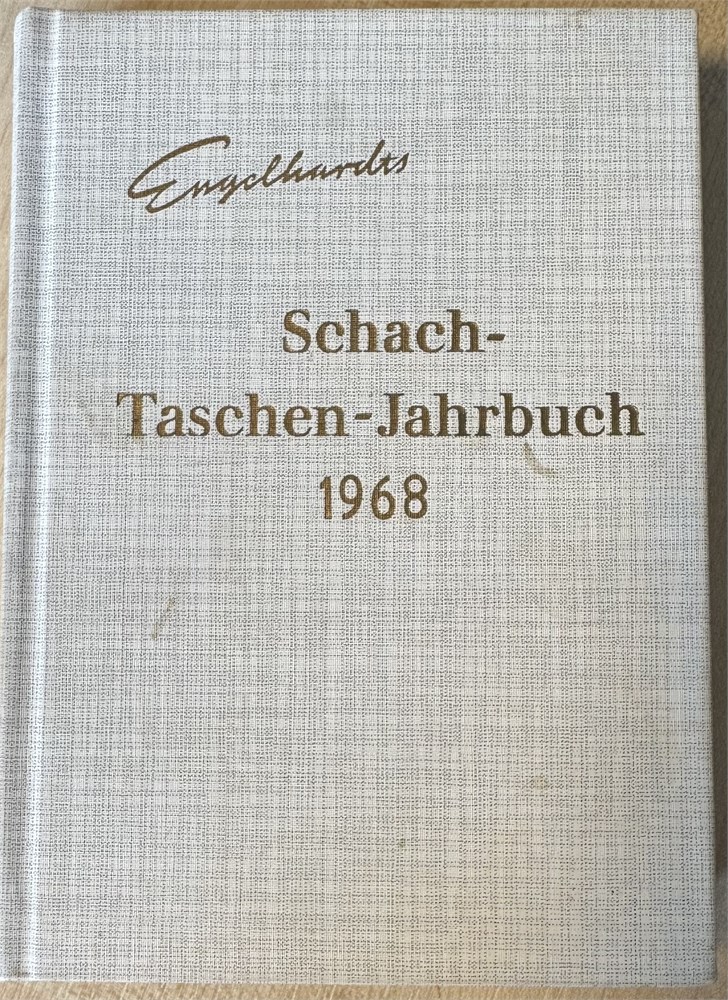 Engelhardts
Schach-
Taschen-Jahrbuch
1968